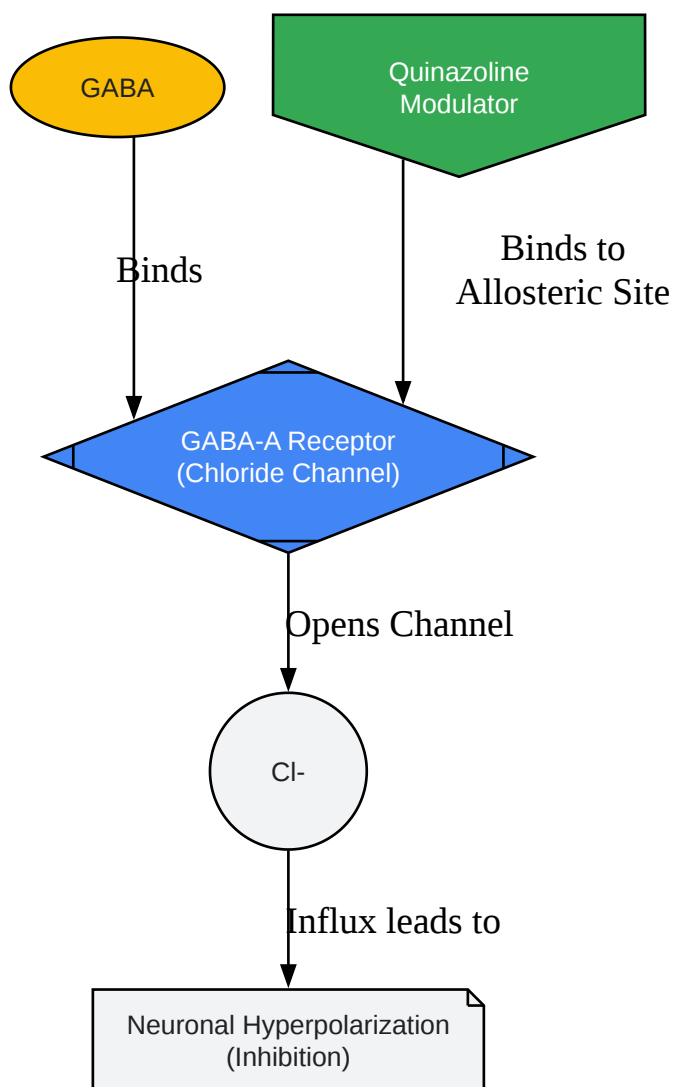 GABA
Quinazoline
Modulator
Binds
Binds to
Allosteric Site
GABA-A Receptor
(Chloride Channel)
Opens Channel
Cl-
Influx leads to
Neuronal Hyperpolarization
(Inhibition)